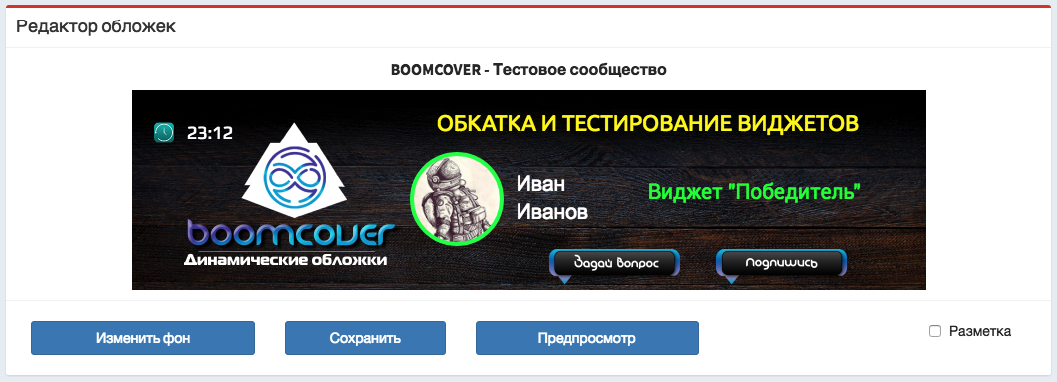 Редактор обложек
BOOMCOVER - Тестовое сообщество
23:12
ОБКАТКА И ТЕСТИРОВАНИЕ ВИДЖЕТОВ
Иван
Иванов
Виджет "Победитель"
boomcover
Динамические обложки
Задай вопрос
Подпишись
Изменить фон
Сохранить
Предпросмотр
Разметка